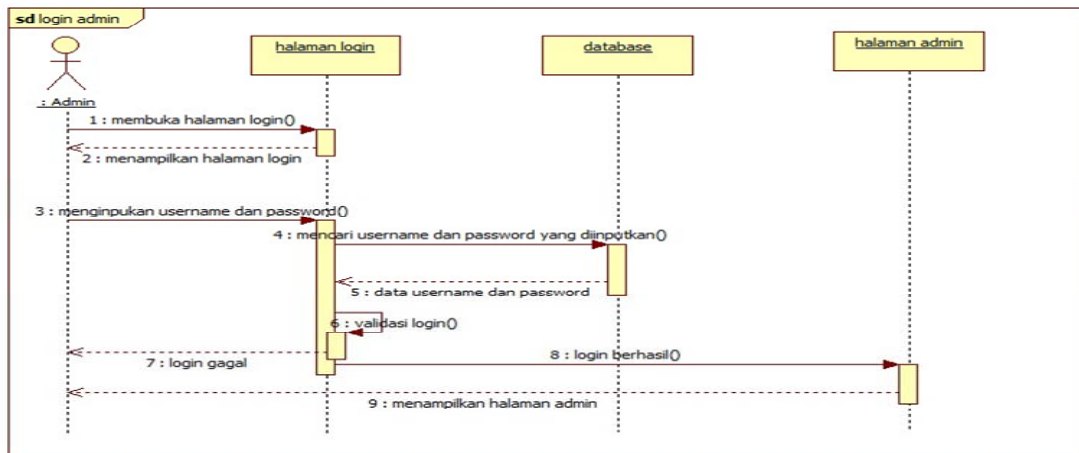 sd login admin
halaman login
database
halaman admin
: Admin
1 : membuka halaman login()
2 : menampilkan halaman login
3 : menginpukan username dan password()
4 : mencari username dan password yang diinputkan()
5 : data username dan password
6 : validasi login()
7 : login gagal
8 : login berhasil()
9 : menampilkan halaman admin